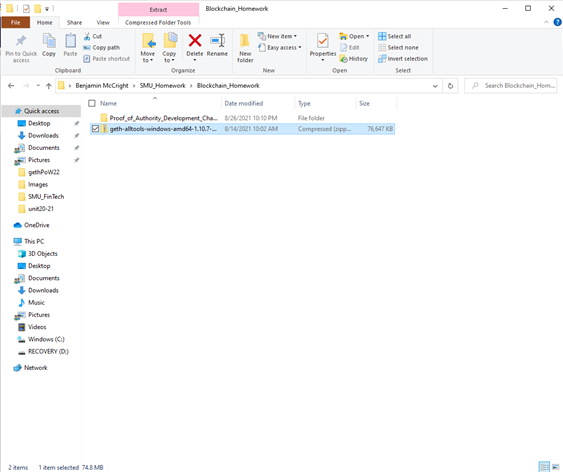 Extract
Blockchain_Homework
File Home Share View Compressed Folder Tools
Pin to Quick access
Copy
Paste
Cut
Copy path
Paste shortcut
Clipboard
Move to
Copy to
Delete
Rename
Organize
New folder
New item
Easy access
New
Properties
Open
Edit
History
Open
Select all
Select none
Invert selection
Select
Benjamin McCright > SMU_Homework > Blockchain_Homework
Search Blockchain_Hom...
Name Date modified Type Size
Proof_of_Authority_Development_Cha... 8/26/2021 10:10 PM File folder
geth-alltools-windows-amd64-1.10.7-... 8/14/2021 10:02 AM Compressed (zipp... 76,647 KB
Quick access
Desktop
Downloads
Documents
Pictures
gethPoW22
Images
SMU_FinTech
unit20-21
OneDrive
This PC
3D Objects
Desktop
Documents
Downloads
Music
Pictures
Videos
Windows (C:)
RECOVERY (D:)
Network
2 items 1 item selected 74.8 MB